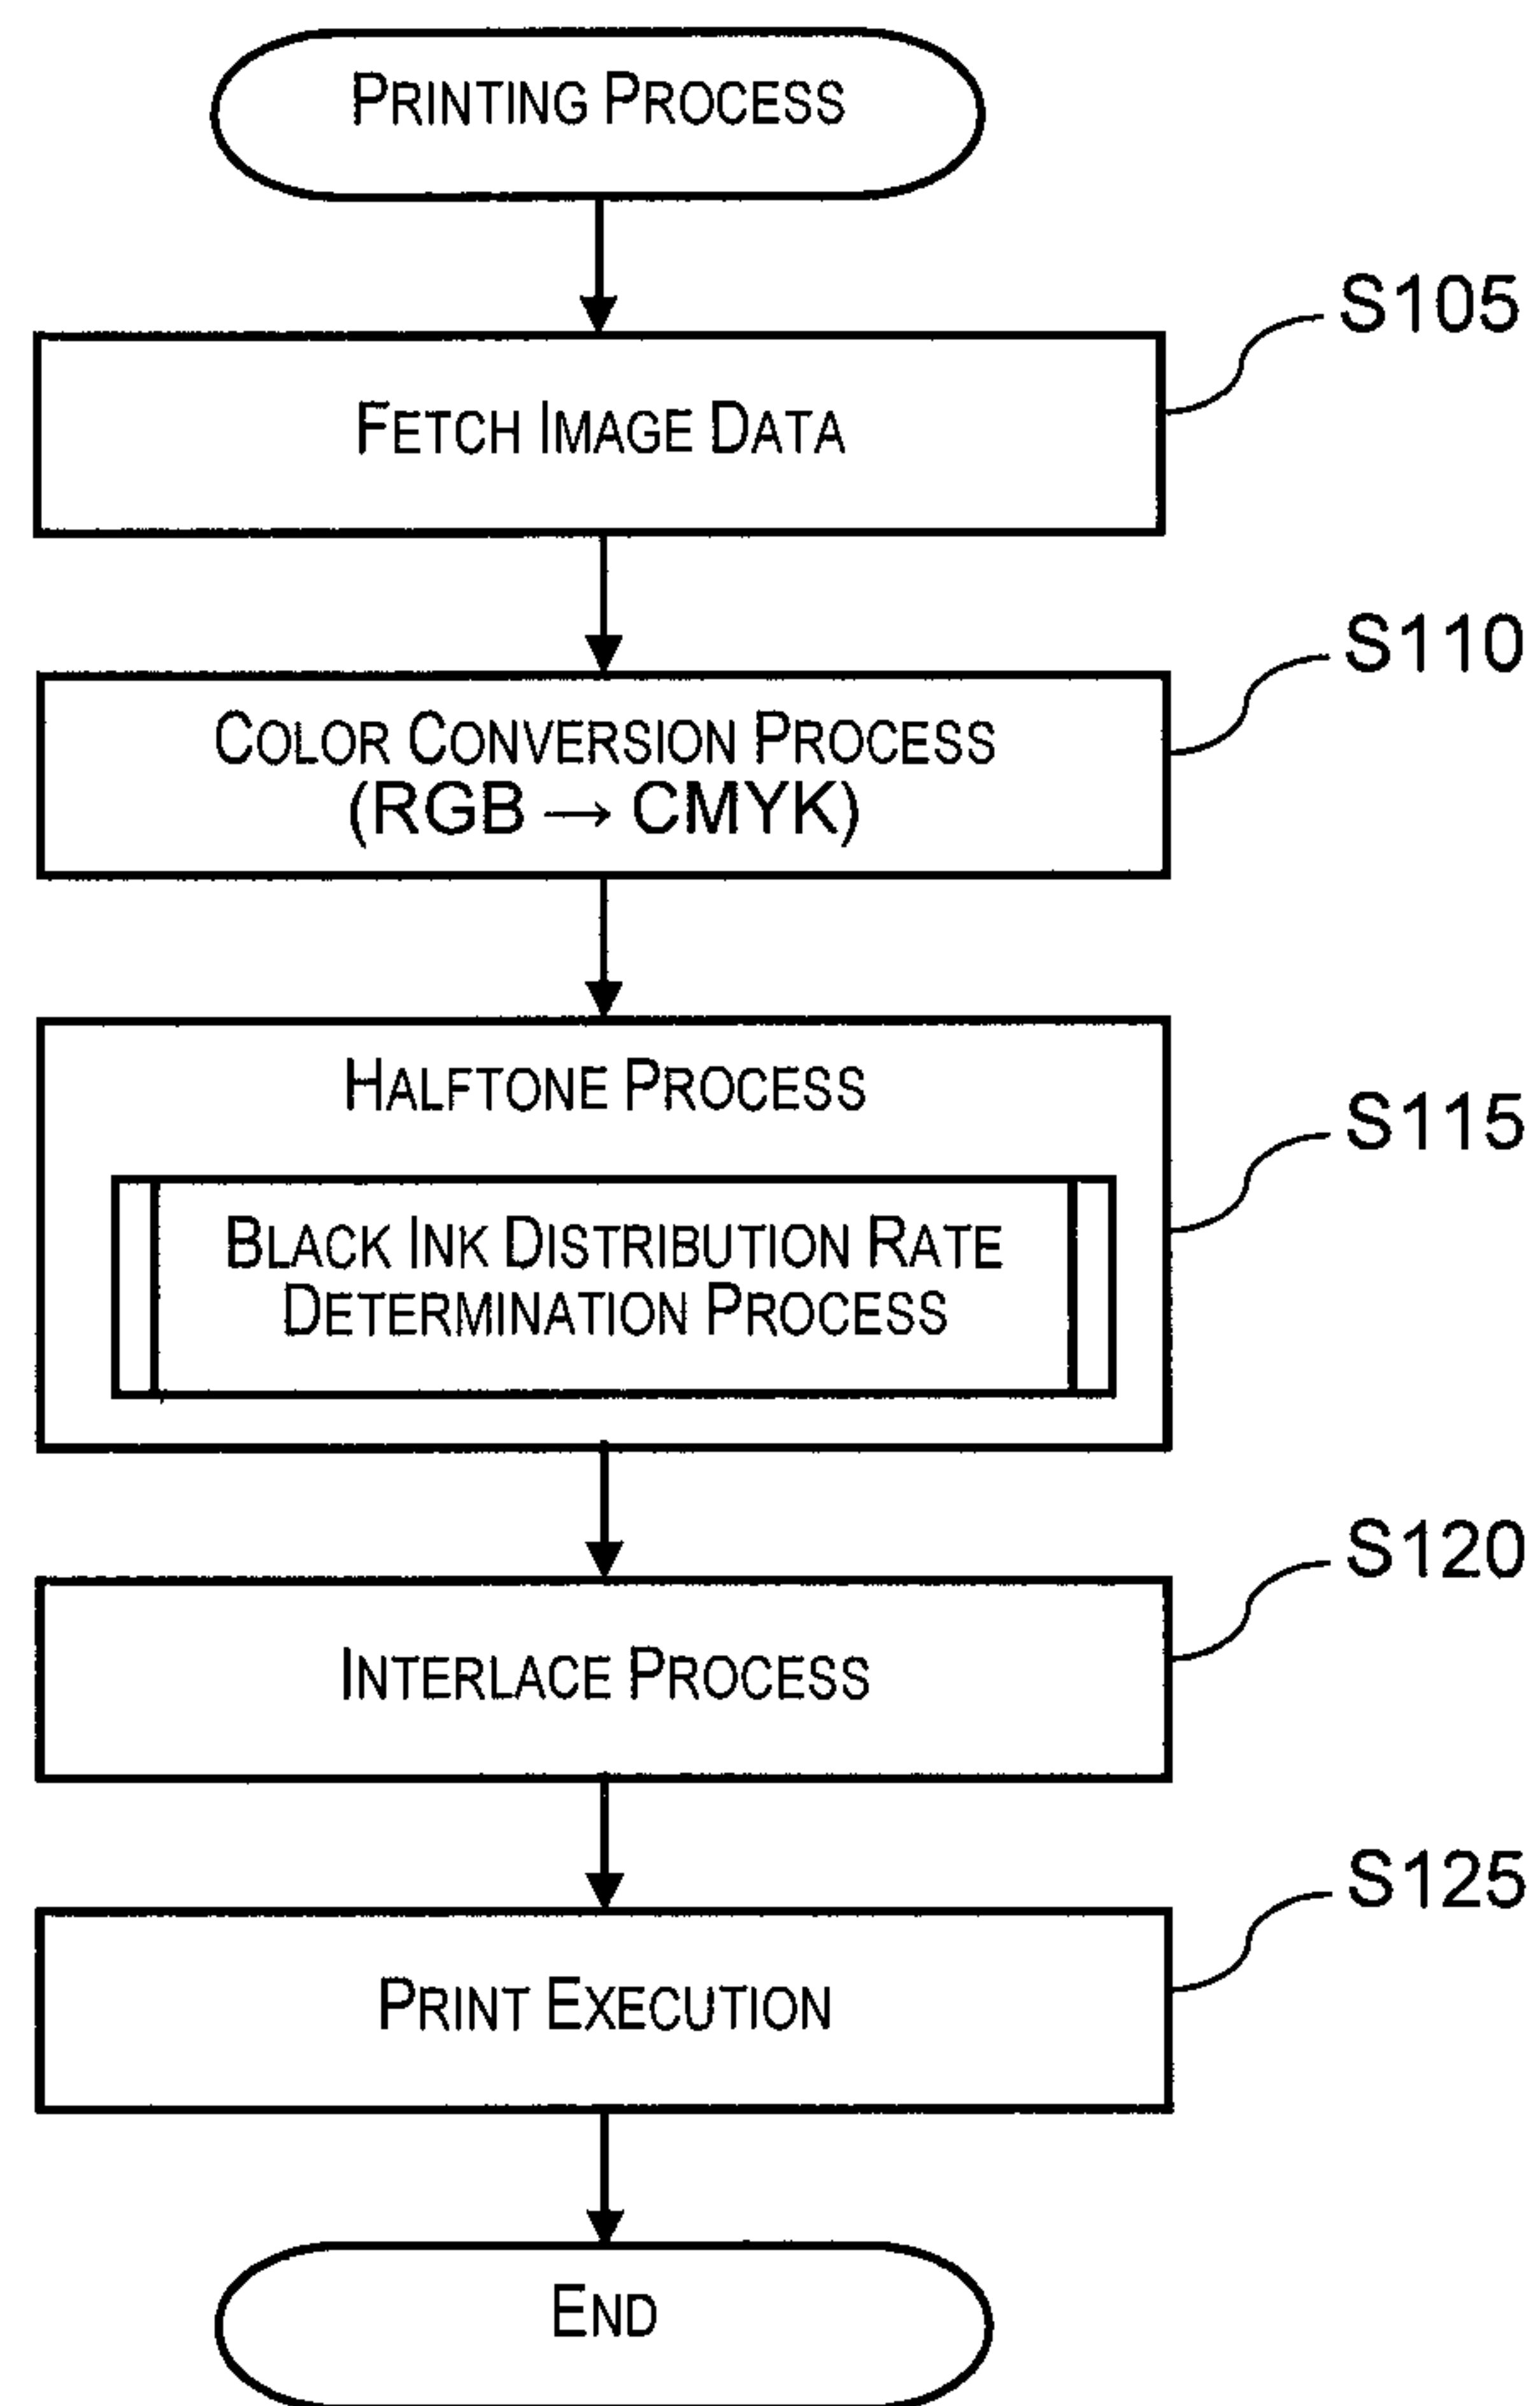 PRINTING PROCESS
S105
FETCH IMAGE DATA
S110
COLOR CONVERSION PROCESS
(RGB → CMYK)
HALFTONE PROCESS
S115
BLACK INK DISTRIBUTION RATE
DETERMINATION PROCESS
S120
INTERLACE PROCESS
S125
PRINT EXECUTION
END